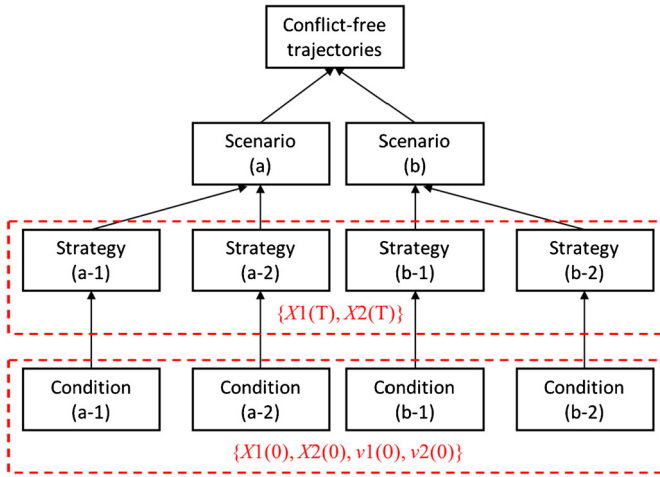 Conflict-free
trajectories
Scenario
(a)
Scenario
(b)
Strategy
(a-1)
Strategy
(a-2)
Strategy
(b-1)
Strategy
(b-2)
{X1(T), X2(T)}
Condition
(a-1)
Condition
(a-2)
Condition
(b-1)
Condition
(b-2)
{X1(0), X2(0), v1(0), v2(0)}